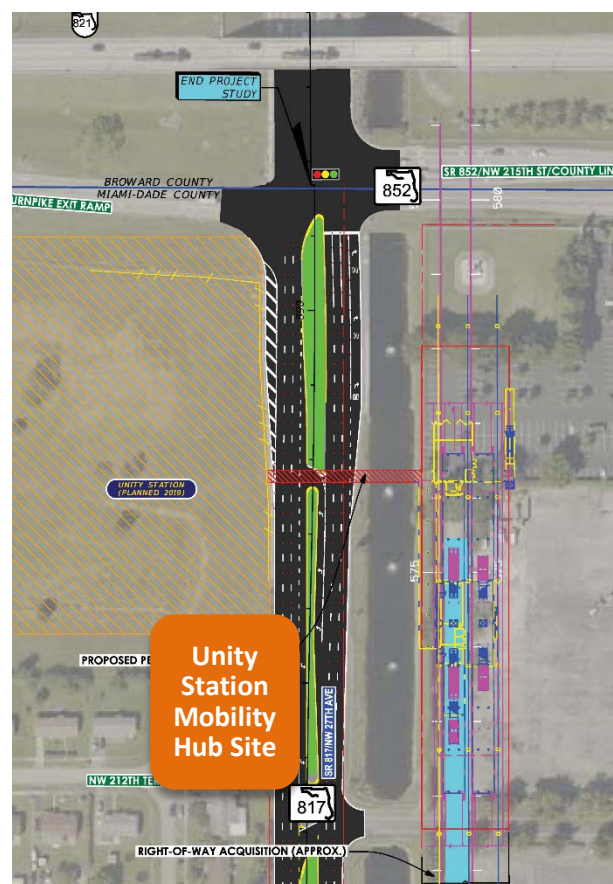 821
END PROJECT
STUDY
BROWARD COUNTY
MIAMI-DADE COUNTY
852
SR 852/NW 215TH ST/COUNTY LIN
URNPIKE EXIT RAMP
580
UNITY STATION
(PLANNED 2019)
575
PROPOSED PE
Unity
Station
Mobility
Hub Site
SR 817/NW 27TH AVE
NW 212TH TE
817
RIGHT-OF-WAY ACQUISITION (APPROX.)